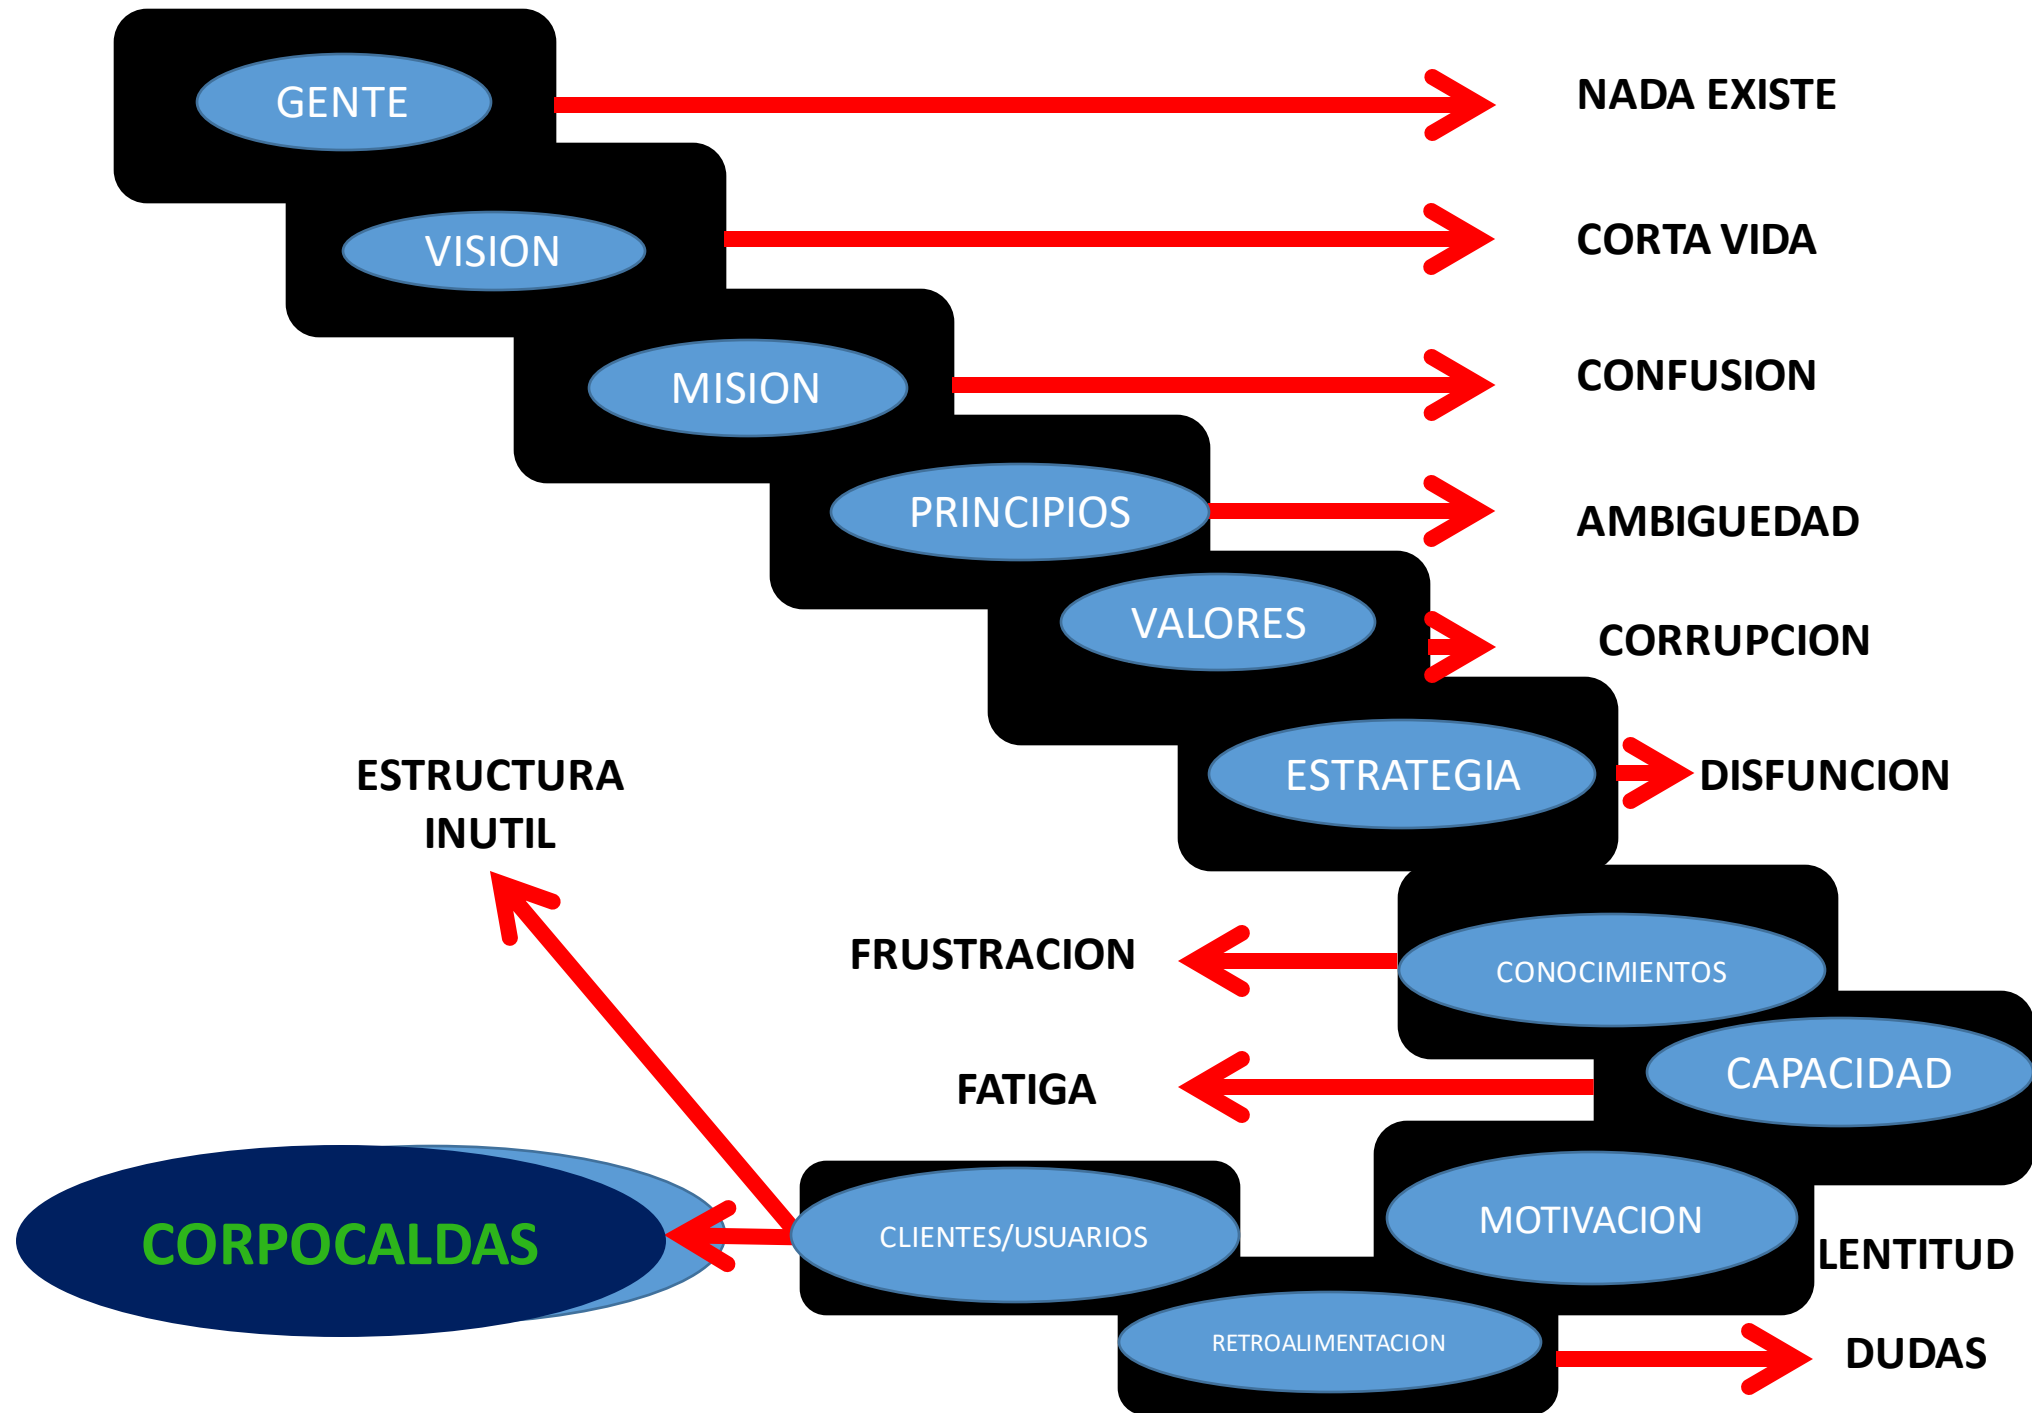 GENTE
NADA EXISTE
VISION
CORTA VIDA
MISION
CONFUSION
PRINCIPIOS
AMBIGUEDAD
VALORES
CORRUPCION
ESTRATEGIA
DISFUNCION
ESTRUCTURA
INUTIL
FRUSTRACION
CONOCIMIENTOS
FATIGA
CAPACIDAD
CORPOCALDAS
CLIENTES/USUARIOS
MOTIVACION
LENTITUD
RETROALIMENTACION
DUDAS